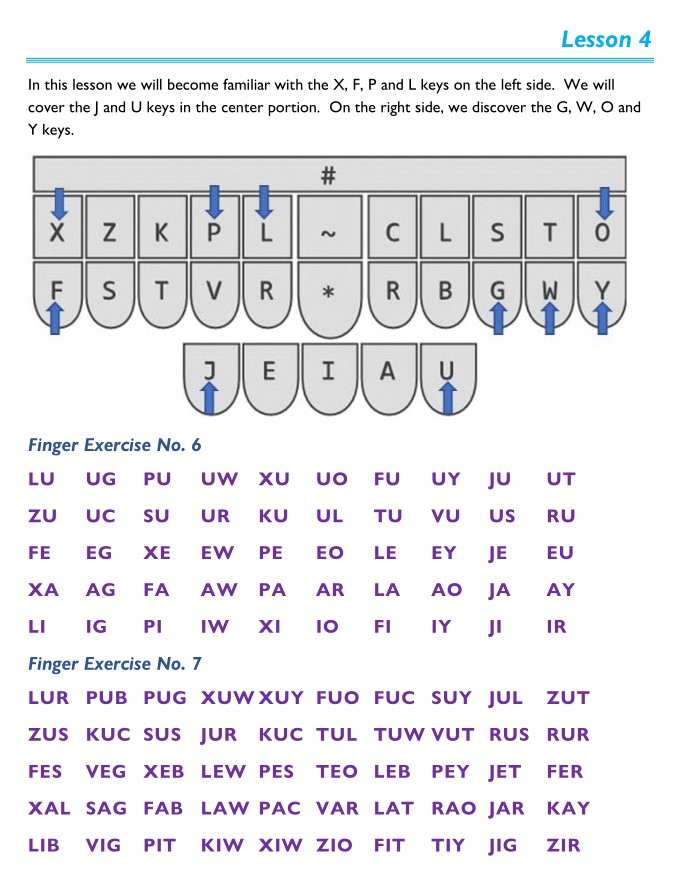 Lesson 4
In this lesson we will become familiar with the X, F, P and L keys on the left side.  We will
cover the J and U keys in the center portion.  On the right side, we discover the G, W, O and
Y keys.
#
X Z K P L ~ C L S T O
F S T V R * R B G W Y
J E I A U
Finger Exercise No. 6
LU UG PU UW XU UO FU UY JU UT
ZU UC SU UR KU UL TU VU US RU
FE EG XE EW PE EO LE EY JE EU
XA AG FA AW PA AR LA AO JA AY
LI IG PI IW XI IO FI IY JI IR
Finger Exercise No. 7
LUR PUB PUG XUW XUY FUO FUC SUY JUL ZUT
ZUS KUC SUS JUR KUC TUL TUW VUT RUS RUR
FES VEG XEB LEW PES TEO LEB PEY JET FER
XAL SAG FAB LAW PAC VAR LAT RAO JAR KAY
LIB VIG PIT KIW XIW ZIO FIT TIY JIG ZIR